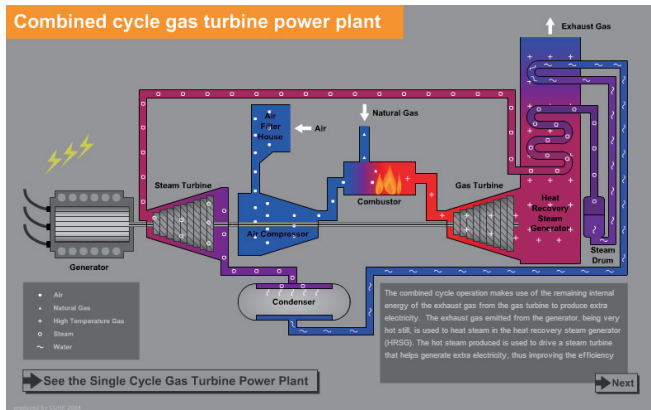 Combined cycle gas turbine power plant
Exhaust Gas
Natural Gas
Air
Filter
House
Air
Steam Turbine
Combustor
Gas Turbine
Heat
Recovery
Steam
Generator
Air Compressor
Steam
Drum
Generator
Condenser
Air
Natural Gas
High Temperature Gas
Steam
Water
The combined cycle operation makes use of the remaining internal
energy of the exhaust gas from the gas turbine to produce extra
electricity. The exhaust gas emitted from the generator, being very
hot still, is used to heat steam in the heat recovery steam generator
(HRSG). The hot steam produced is used to drive a steam turbine
that helps generate extra electricity, thus improving the efficiency
See the Single Cycle Gas Turbine Power Plant
Next
produced by